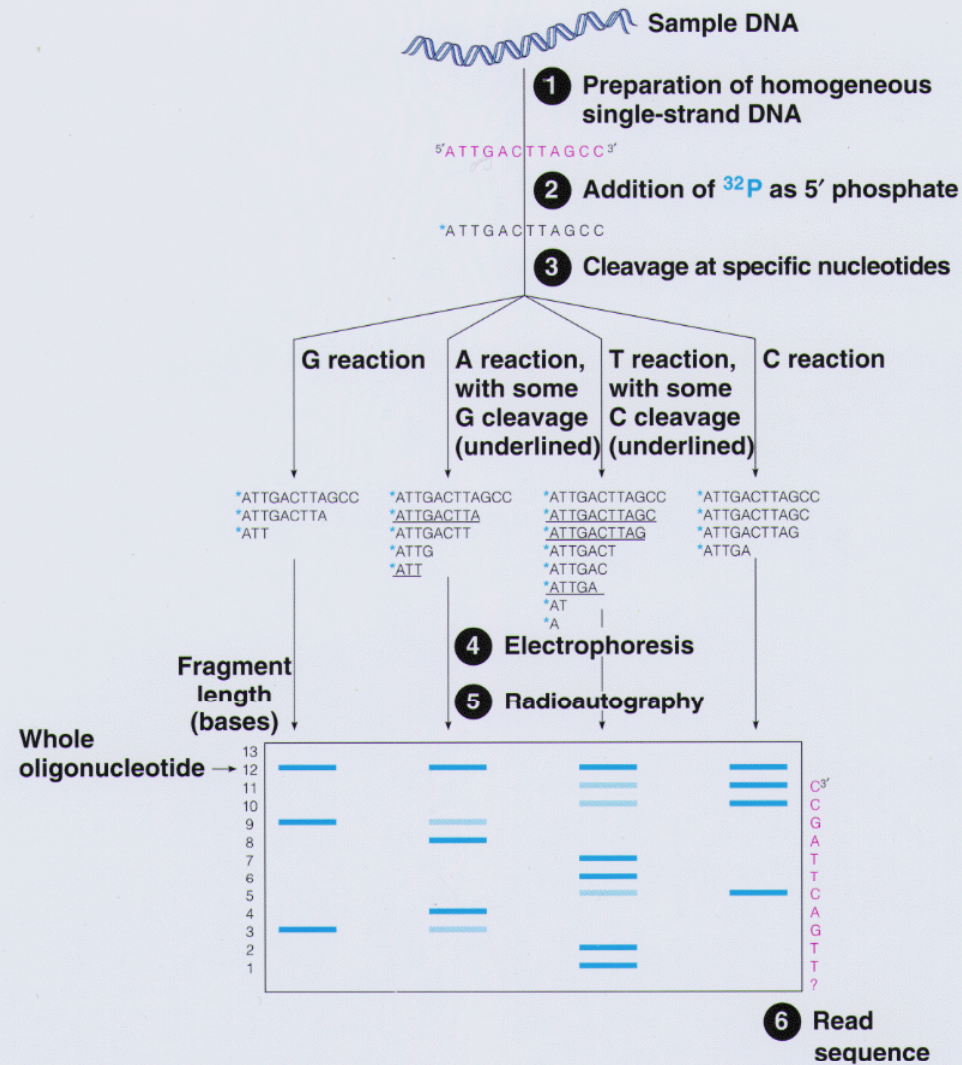 Sample DNA
1 Preparation of homogeneous
single-strand DNA
5′ATTGACTTAGCC3′
2 Addition of 32P as 5′ phosphate
*ATTGACTTAGCC
3 Cleavage at specific nucleotides
G reaction
A reaction,
with some
G cleavage
(underlined)
T reaction,
with some
C cleavage
(underlined)
C reaction
*ATTGACTTAGCC
*ATTGACTTA
*ATT
*ATTGACTTAGCC
*ATTGACTTA
*ATTGACTT
*ATTG
*ATT
*ATTGACTTAGCC
*ATTGACTTAGC
*ATTGACTTAG
*ATTGACT
*ATTGAC
*ATTGA
*AT
*A
*ATTGACTTAGCC
*ATTGACTTAGC
*ATTGACTTAG
*ATTGA
4 Electrophoresis
5 Radioautography
Fragment
length
(bases)
Whole
oligonucleotide
13
12
11
10
9
8
7
6
5
4
3
2
1
C3′
C
G
A
T
T
C
A
G
T
T
?
6 Read
sequence